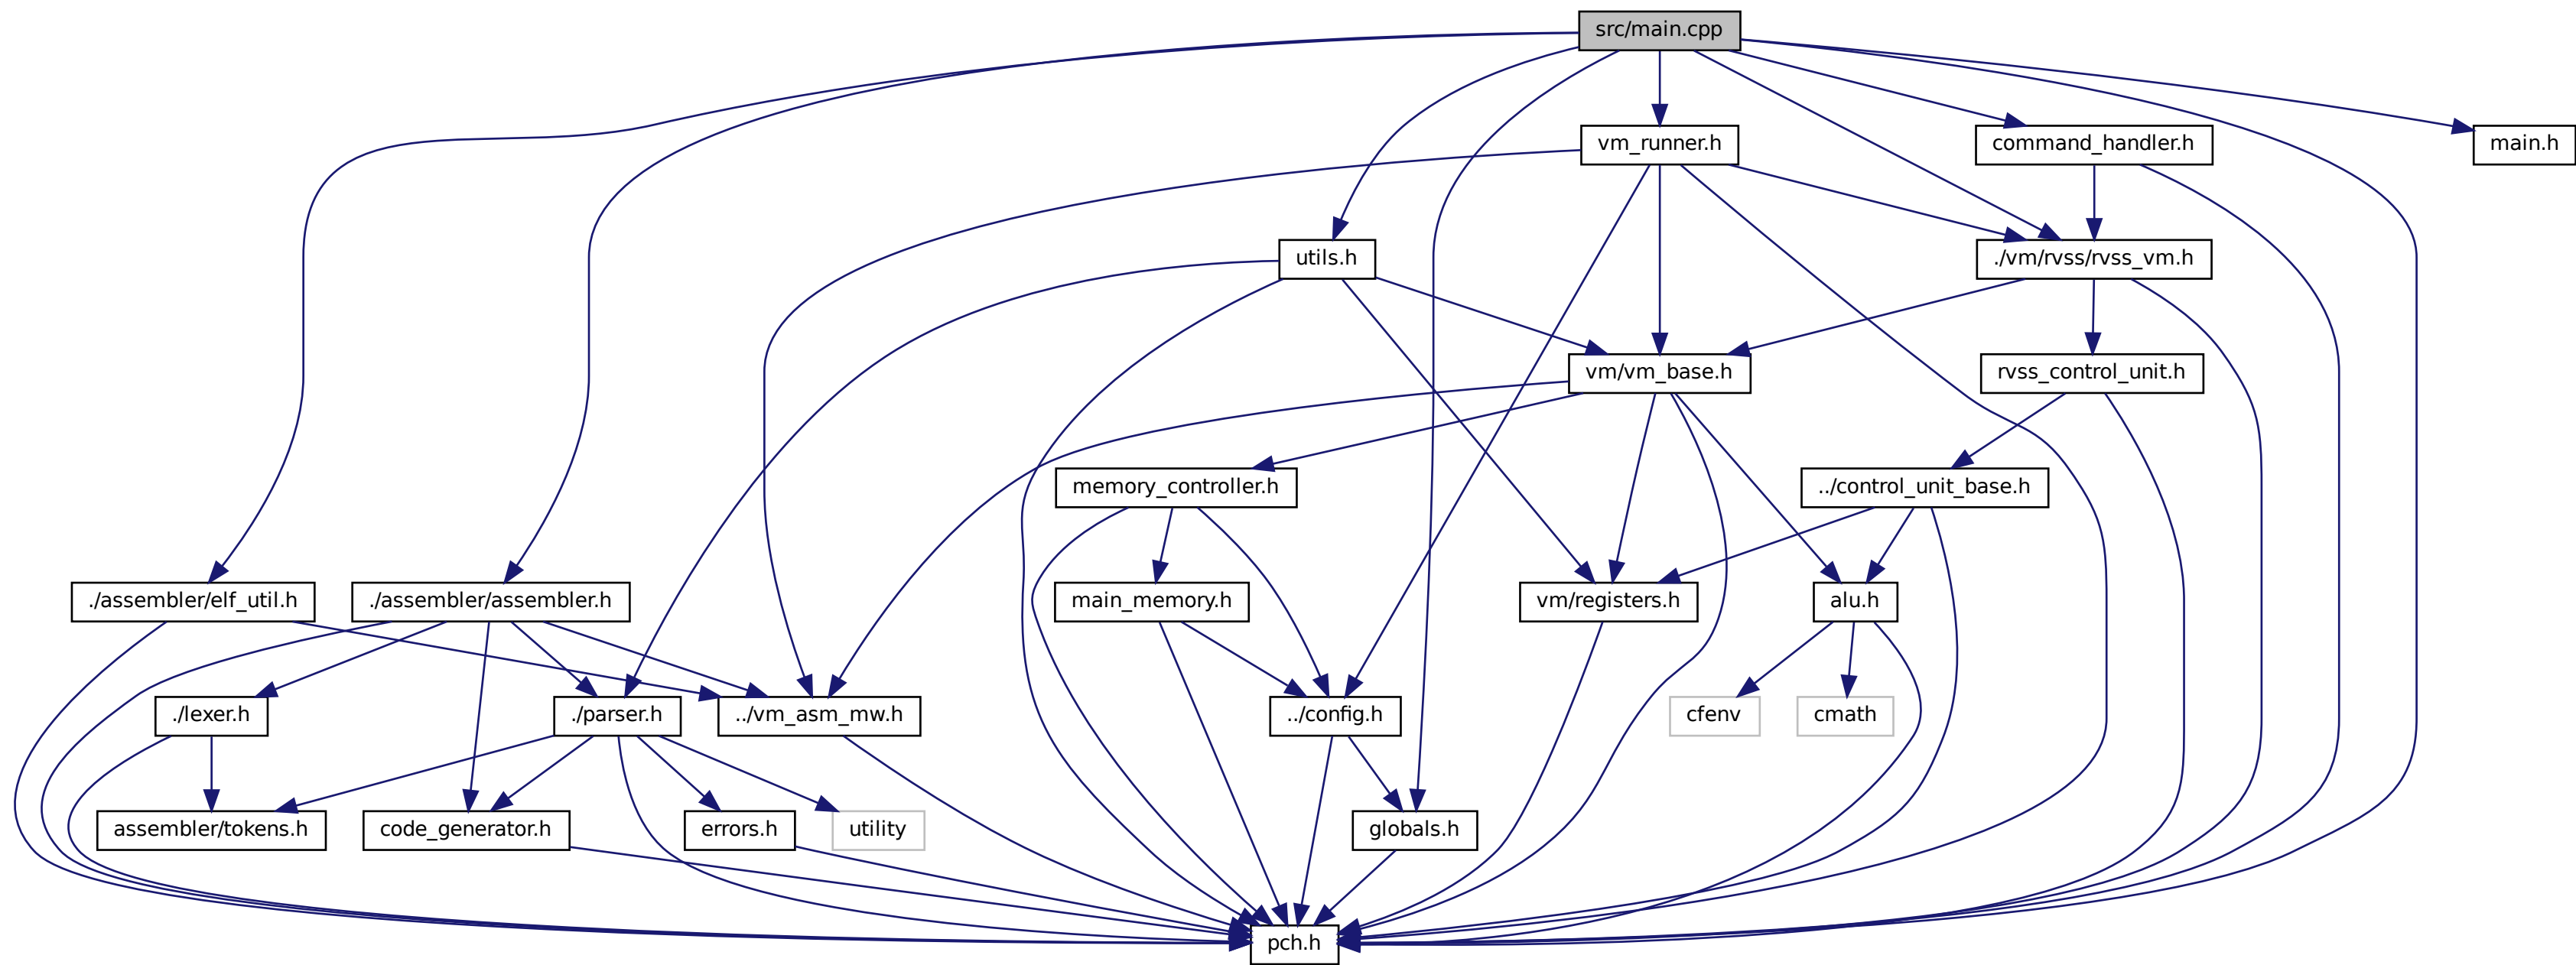 src/main.cpp
vm_runner.h
command_handler.h
main.h
utils.h
./vm/rvss/rvss_vm.h
vm/vm_base.h
rvss_control_unit.h
memory_controller.h
../control_unit_base.h
./assembler/elf_util.h
./assembler/assembler.h
main_memory.h
vm/registers.h
alu.h
./lexer.h
./parser.h
../vm_asm_mw.h
../config.h
cfenv
cmath
assembler/tokens.h
code_generator.h
errors.h
utility
globals.h
pch.h